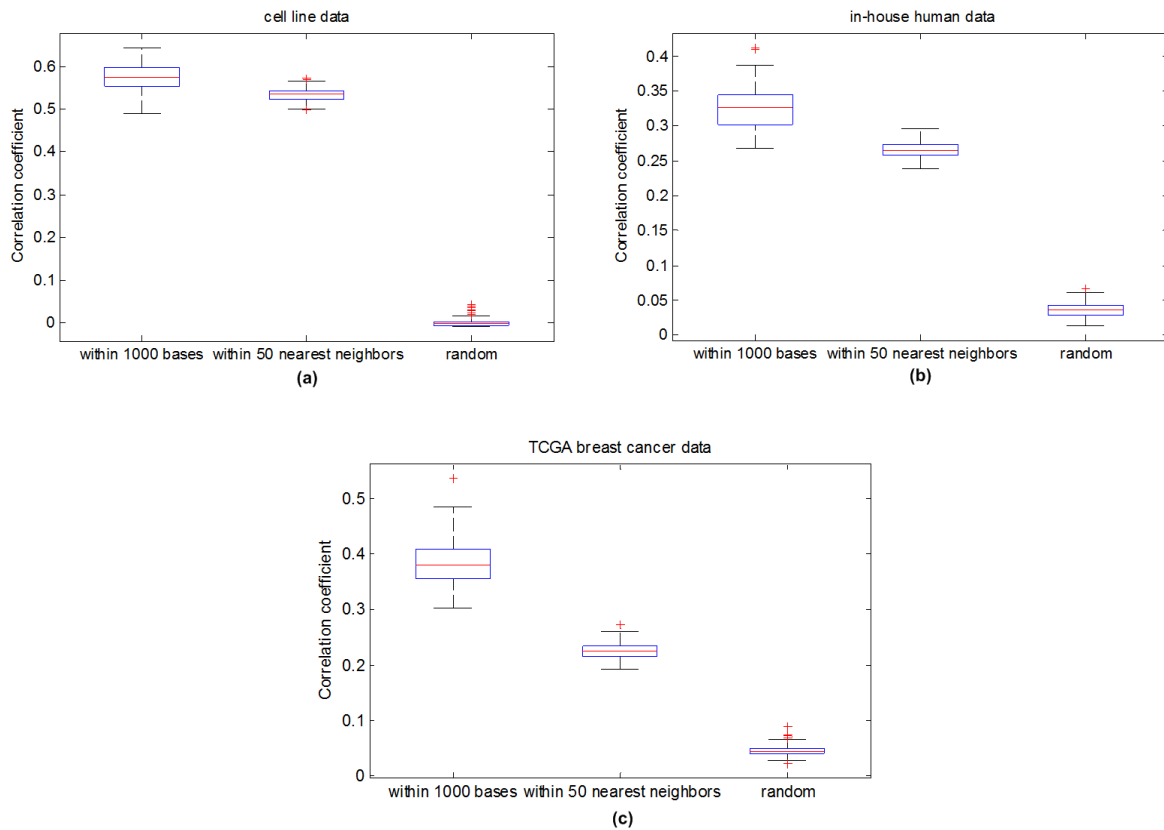 cell line data
Correlation coefficient
0.6
0.5
0.4
0.3
0.2
0.1
0
within 1000 bases within 50 nearest neighbors random
(a)
in-house human data
Correlation coefficient
0.4
0.35
0.3
0.25
0.2
0.15
0.1
0.05
0
within 1000 bases within 50 nearest neighbors random
(b)
TCGA breast cancer data
Correlation coefficient
0.5
0.4
0.3
0.2
0.1
0
within 1000 bases within 50 nearest neighbors random
(c)